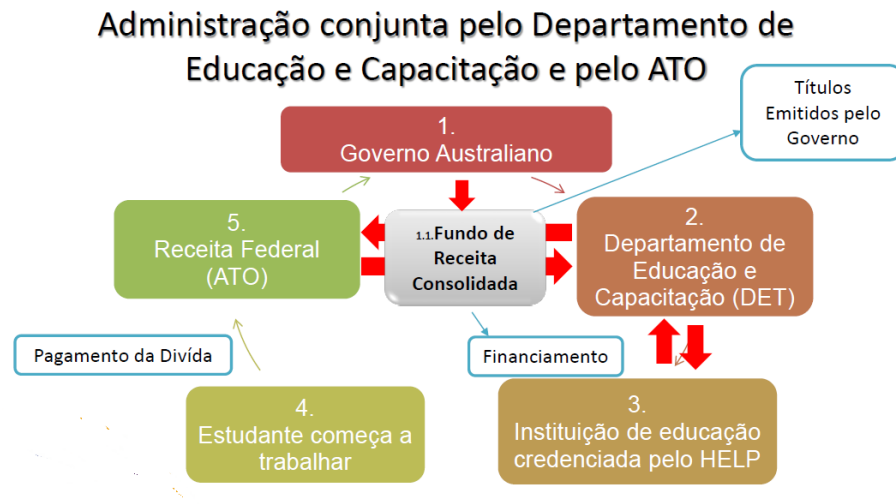 Administração conjunta pelo Departamento de
Educação e Capacitação e pelo ATO
Títulos
Emitidos pelo
Governo
1.
Governo Australiano
5.
Receita Federal
(ATO)
1.1.Fundo de
Receita
Consolidada
2.
Departamento de
Educação e
Capacitação (DET)
Pagamento da Divída
Financiamento
4.
Estudante começa a
trabalhar
3.
Instituição de educação
credenciada pelo HELP